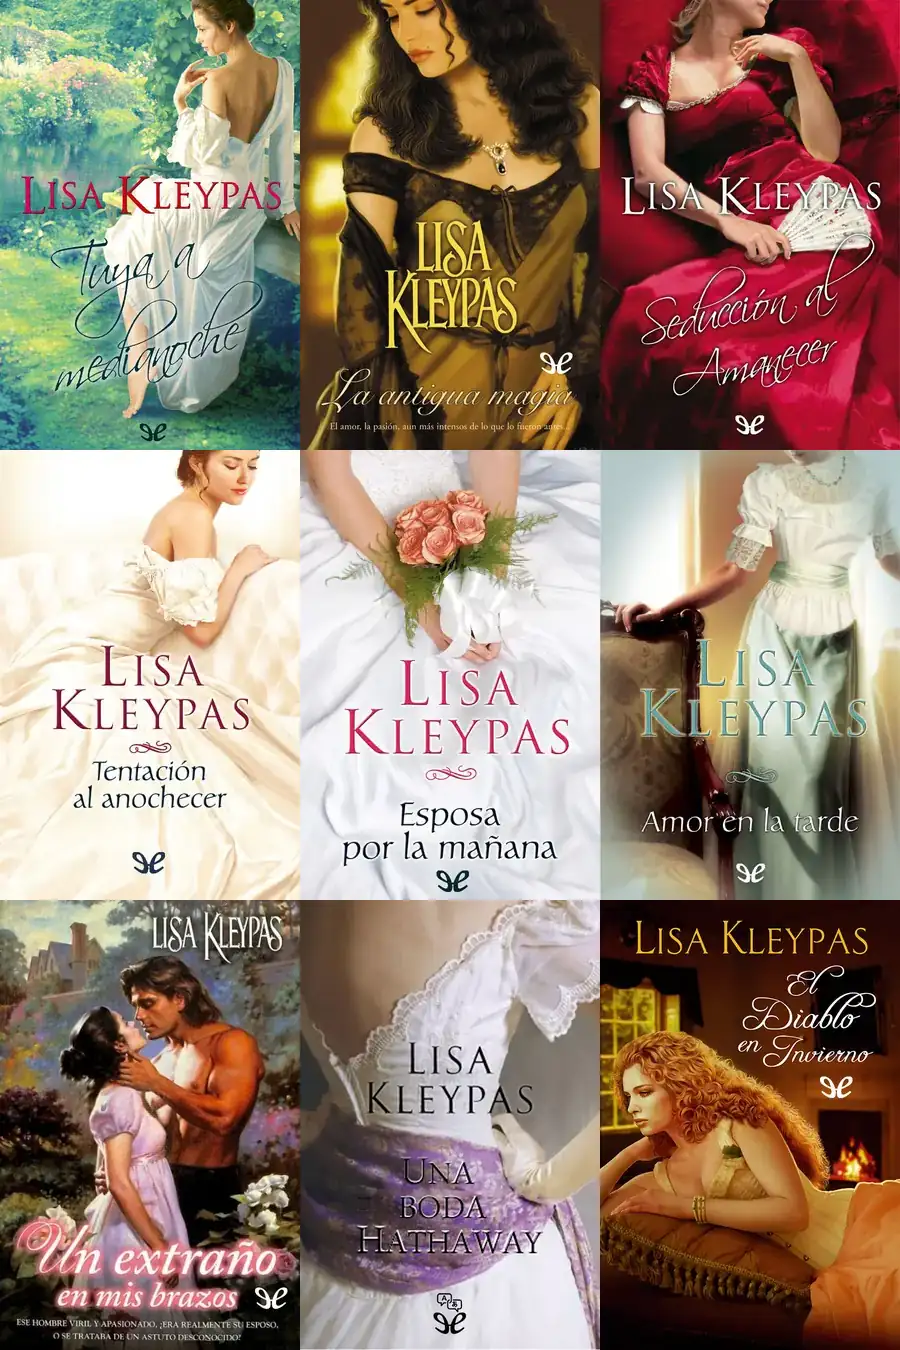 LISA KLEYPAS
Tuya a
medianoche
LISA
KLEYPAS
La antigua magia
El amor, la pasión, aun más intensos de lo que lo fueron antes...
LISA KLEYPAS
Seducción al
Amanecer
LISA
KLEYPAS
Tentación
al anochecer
LISA
KLEYPAS
Esposa
por la mañana
LISA
KLEYPAS
Amor en la tarde
LISA KLEYPAS
Un extraño
en mis brazos
ESE HOMBRE VIRIL Y APASIONADO, ¿ERA REALMENTE SU ESPOSO,
O SE TRATABA DE UN ASTUTO DESCONOCIDO?
LISA
KLEYPAS
UNA
BODA
HATHAWAY
LISA KLEYPAS
El
Diablo
en Invierno